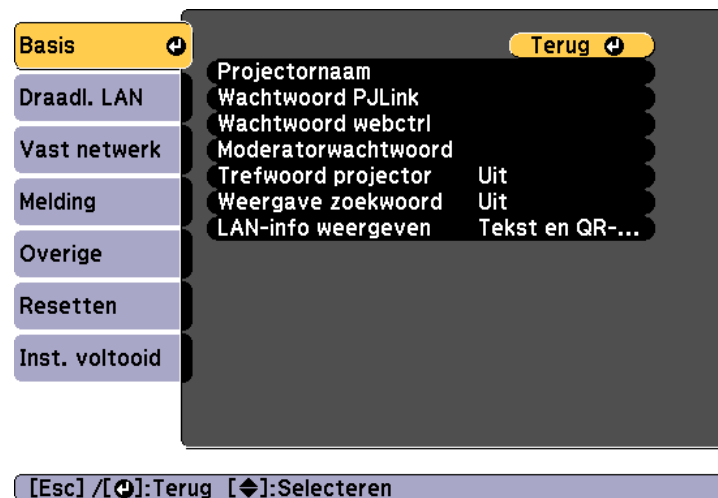 Basis
Draadl. LAN
Vast netwerk
Melding
Overige
Resetten
Inst. voltooid
Terug
Projectornaam
Wachtwoord PJLink
Wachtwoord webctrl
Moderatorwachtwoord
Trefwoord projector Uit
Weergave zoekwoord Uit
LAN-info weergeven Tekst en QR-...
[Esc] /[⏎]:Terug [◆]:Selecteren